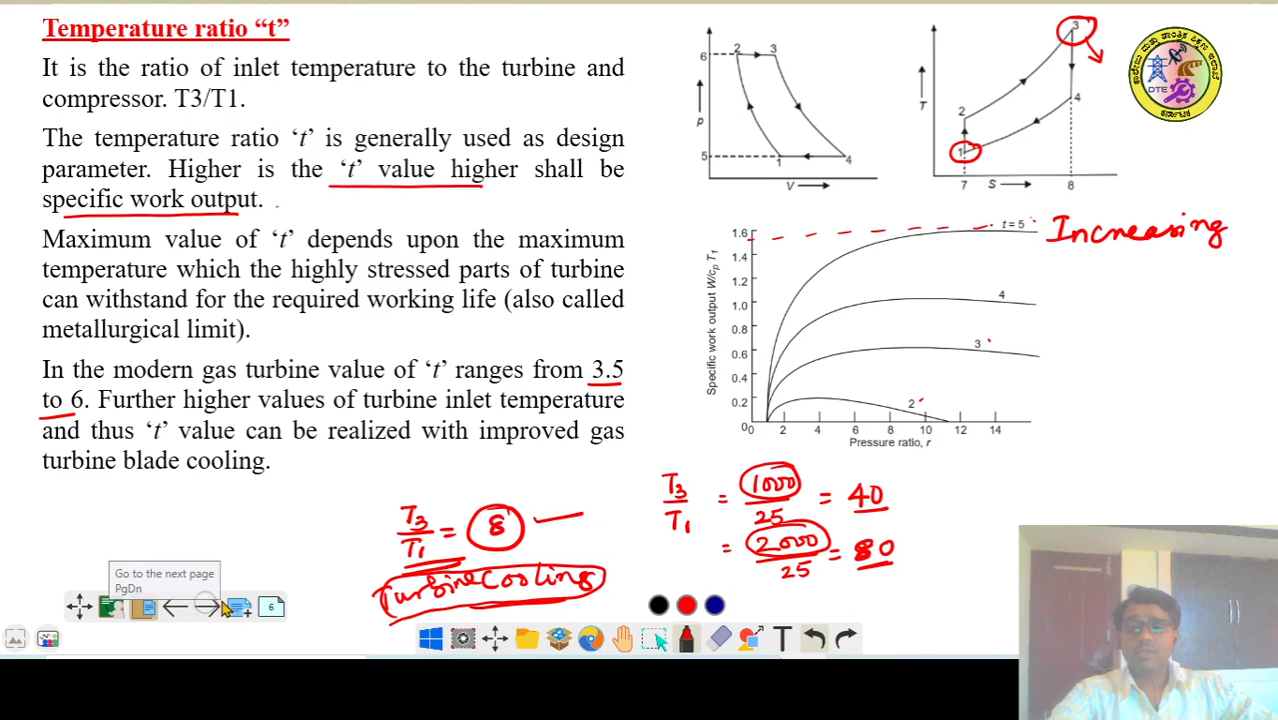 Temperature ratio “t”
It is the ratio of inlet temperature to the turbine and
compressor. T3/T1.
The temperature ratio ‘t’ is generally used as design
parameter. Higher is the ‘t’ value higher shall be
specific work output.
Maximum value of ‘t’ depends upon the maximum
temperature which the highly stressed parts of turbine
can withstand for the required working life (also called
metallurgical limit).
In the modern gas turbine value of ‘t’ ranges from 3.5
to 6. Further higher values of turbine inlet temperature
and thus ‘t’ value can be realized with improved gas
turbine blade cooling.
T3/T1 = 8
Turbine Cooling
6 2 3
p
5 1 4
V
3
T
2 4
1
7 S 8
DTE
t = 5 Increasing
4
3
2
Specific work output W/cp T1
1.6
1.4
1.2
1.0
0.8
0.6
0.4
0.2
0
0 2 4 6 8 10 12 14
Pressure ratio, r
T3/T1 = 1000/25 = 40
= 2000/25 = 80
Go to the next page
PgDn
6
T